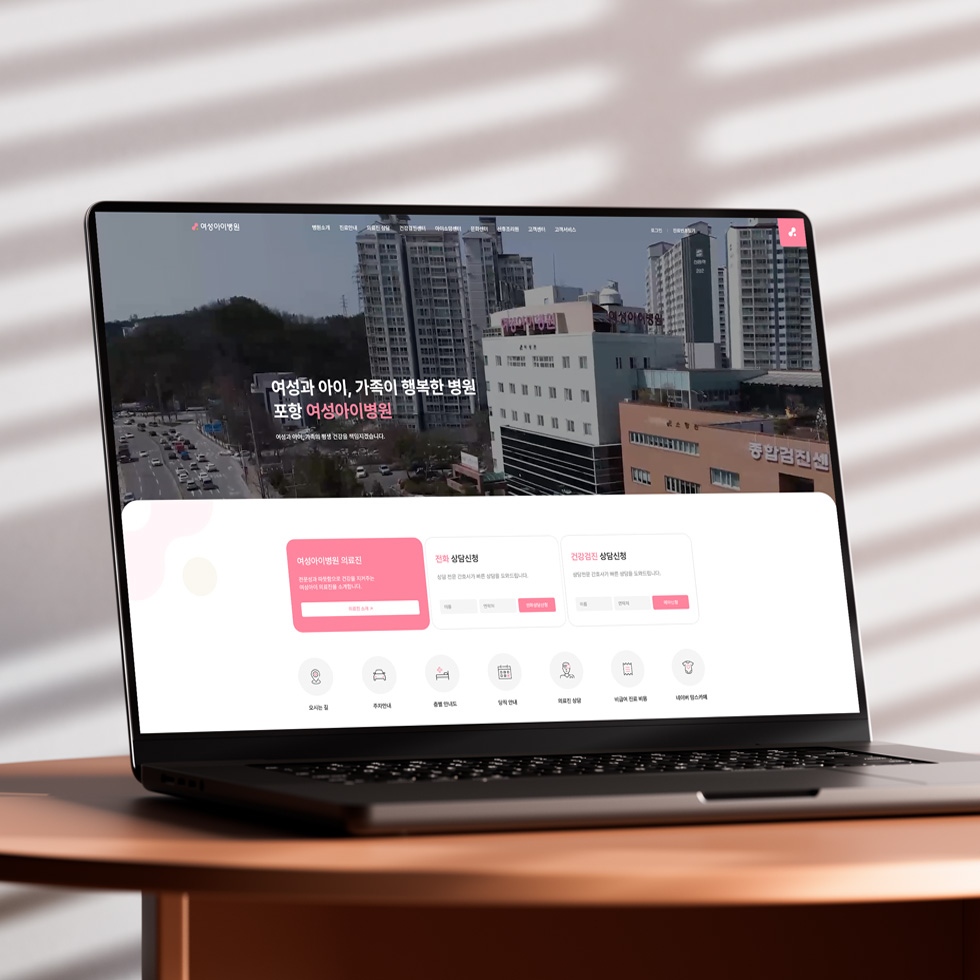 여성아이병원
병원소개 진료안내 의료진 상담 건강검진센터 아이소망센터 문화센터 산후조리원 고객센터 고객서비스
로그인
여성아이병원
여성아이병원
여성과 아이, 가족이 행복한 병원
포항 여성아이병원
여성과 아이, 가족의 평생 건강을 책임지겠습니다.
종합검진센
여성아이병원 의료진
전문성과 따뜻함으로 건강을 지켜주는
여성아이 의료진을 소개합니다.
의료진 소개
전화 상담신청
상담 전문 간호사가 빠른 상담을 도와드립니다.
이름 연락처 전화상담신청
건강검진 상담신청
상담전문 간호사가 빠른 상담을 도와드립니다.
이름 연락처 예약신청
오시는 길
주차안내
층별 안내도
당직 안내
의료진 상담
비급여 진료 비용
네이버 맘스카페